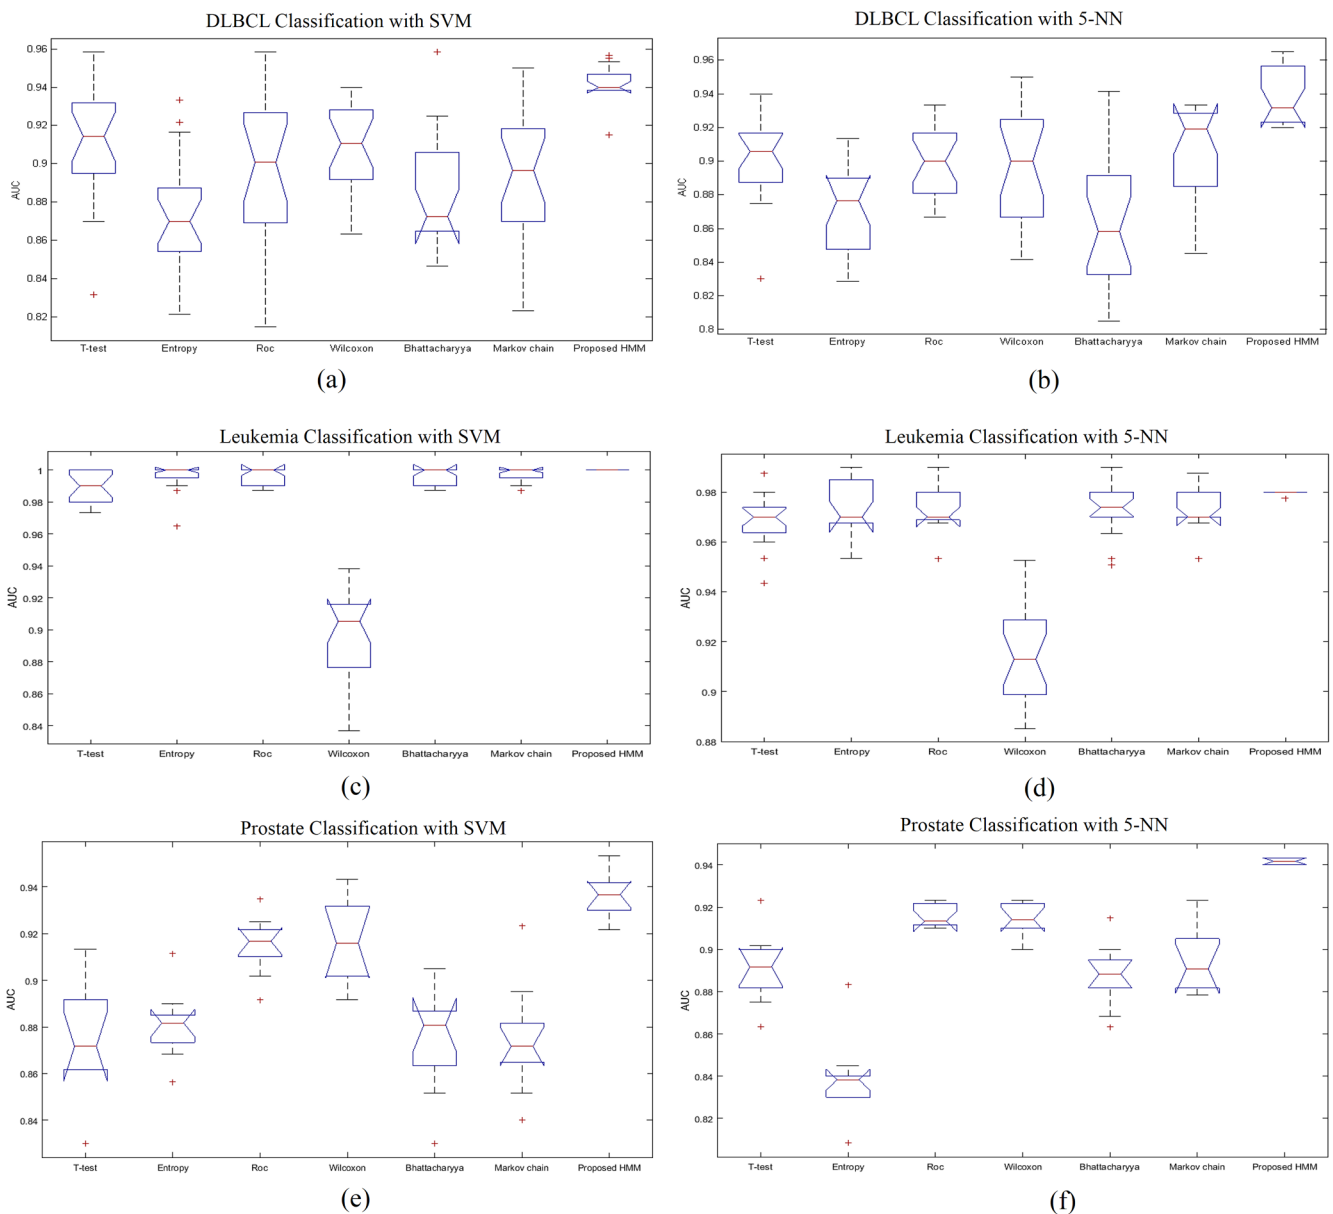 DLBCL Classification with SVM
0.96
0.94
0.92
0.9
0.88
0.86
0.84
0.82
AUC
T-test Entropy Roc Wilcoxon Bhattacharyya Markov chain Proposed HMM
(a)
DLBCL Classification with 5-NN
0.96
0.94
0.92
0.9
0.88
0.86
0.84
0.82
0.8
AUC
T-test Entropy Roc Wilcoxon Bhattacharyya Markov chain Proposed HMM
(b)
Leukemia Classification with SVM
1
0.98
0.96
0.94
0.92
0.9
0.88
0.86
0.84
AUC
T-test Entropy Roc Wilcoxon Bhattacharyya Markov chain Proposed HMM
(c)
Leukemia Classification with 5-NN
0.98
0.96
0.94
0.92
0.9
0.88
AUC
T-test Entropy Roc Wilcoxon Bhattacharyya Markov chain Proposed HMM
(d)
Prostate Classification with SVM
0.94
0.92
0.9
0.88
0.86
0.84
AUC
T-test Entropy Roc Wilcoxon Bhattacharyya Markov chain Proposed HMM
(e)
Prostate Classification with 5-NN
0.94
0.92
0.9
0.88
0.86
0.84
0.82
AUC
T-test Entropy Roc Wilcoxon Bhattacharyya Markov chain Proposed HMM
(f)